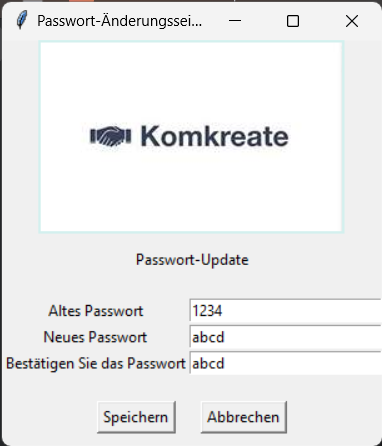 Passwort-Änderungssei...
Komkreate
Passwort-Update
Altes Passwort 1234
Neues Passwort abcd
Bestätigen Sie das Passwort abcd
Speichern Abbrechen